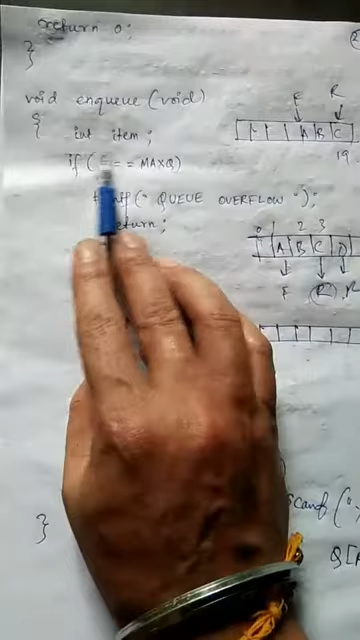 return 0;
}
void enqueue (void)
{
int item;
if ( == MAXQ)
(" QUEUE OVERFLOW ");
return;
F R
A B C
19
0 1 2 3
A B C D
F R R
scanf("
}
Q[